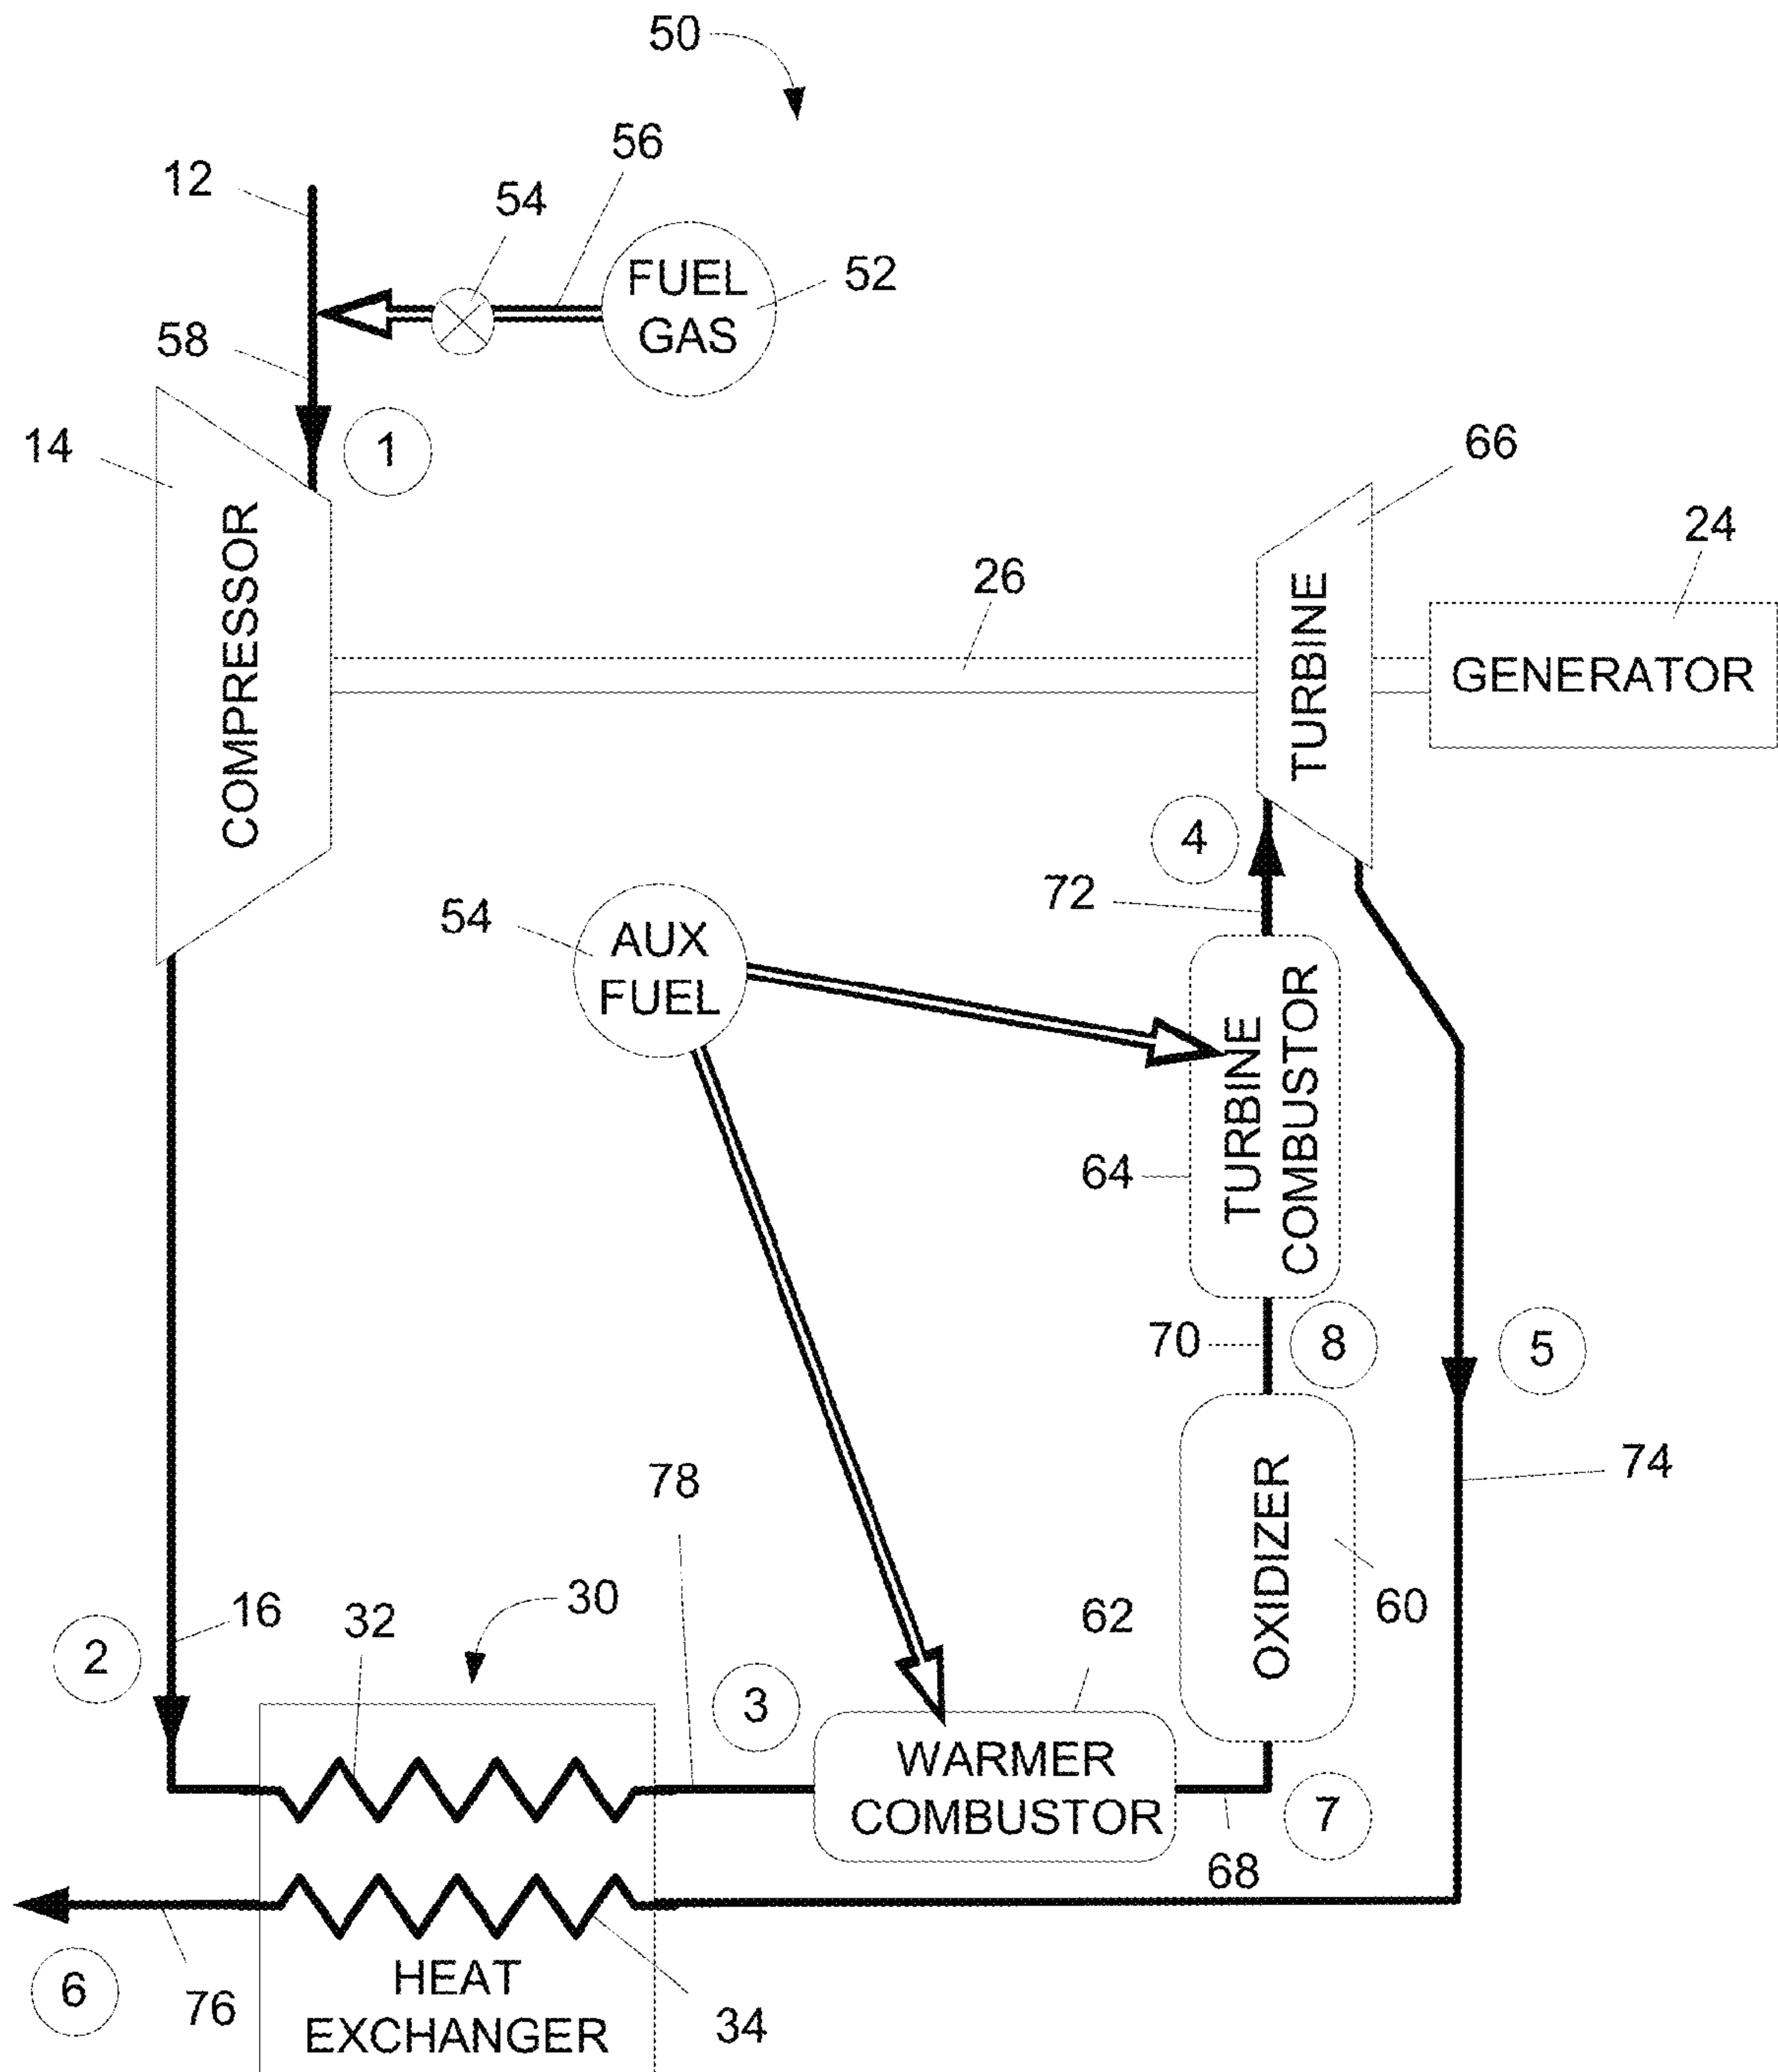 50
56
12
54
FUEL
GAS
52
58
1
14
66
24
COMPRESSOR
26
TURBINE
GENERATOR
4
72
54
AUX
FUEL
TURBINE
COMBUSTOR
64
70
8
5
78
74
OXIDIZER
16
32
30
62
60
2
3
WARMER
COMBUSTOR
7
68
6
76
HEAT
EXCHANGER
34